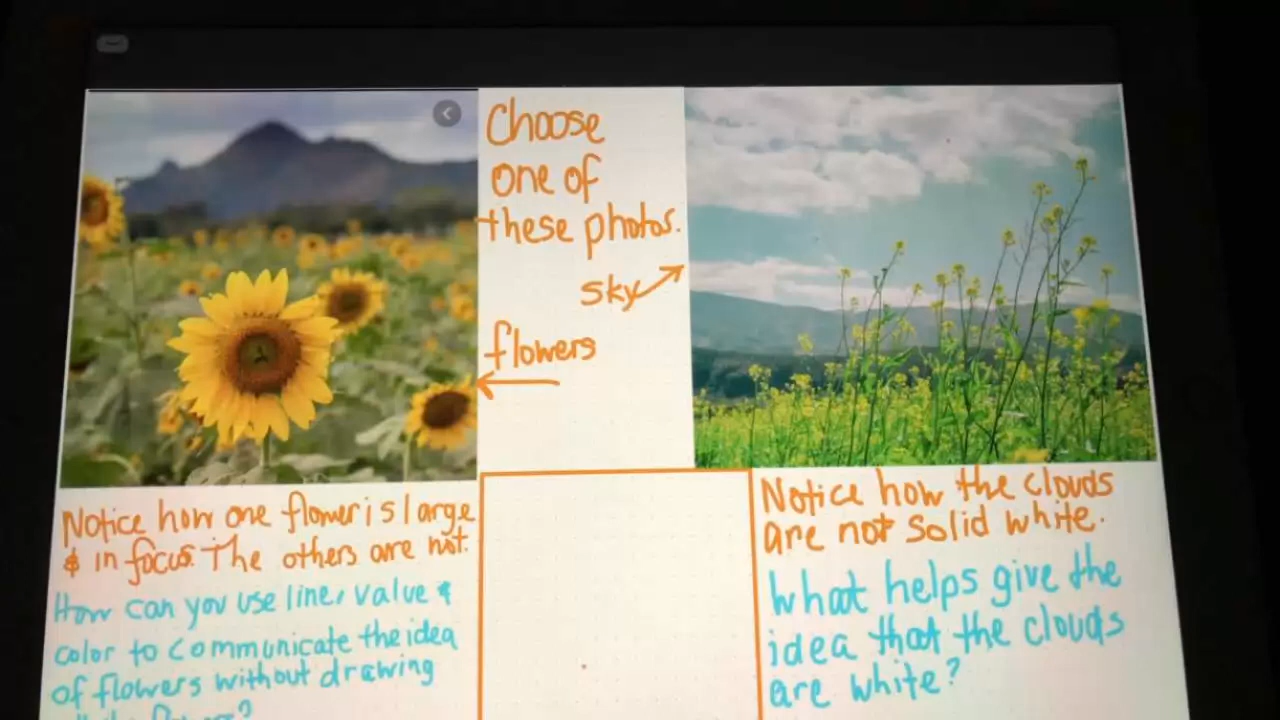 Choose
one of
these photos.
sky
flowers
Notice how one flower is large
& in focus. The others are not.
How can you use line, value &
color to communicate the idea
of flowers without drawing
Notice how the clouds
are not solid white.
What helps give the
idea that the clouds
are white?